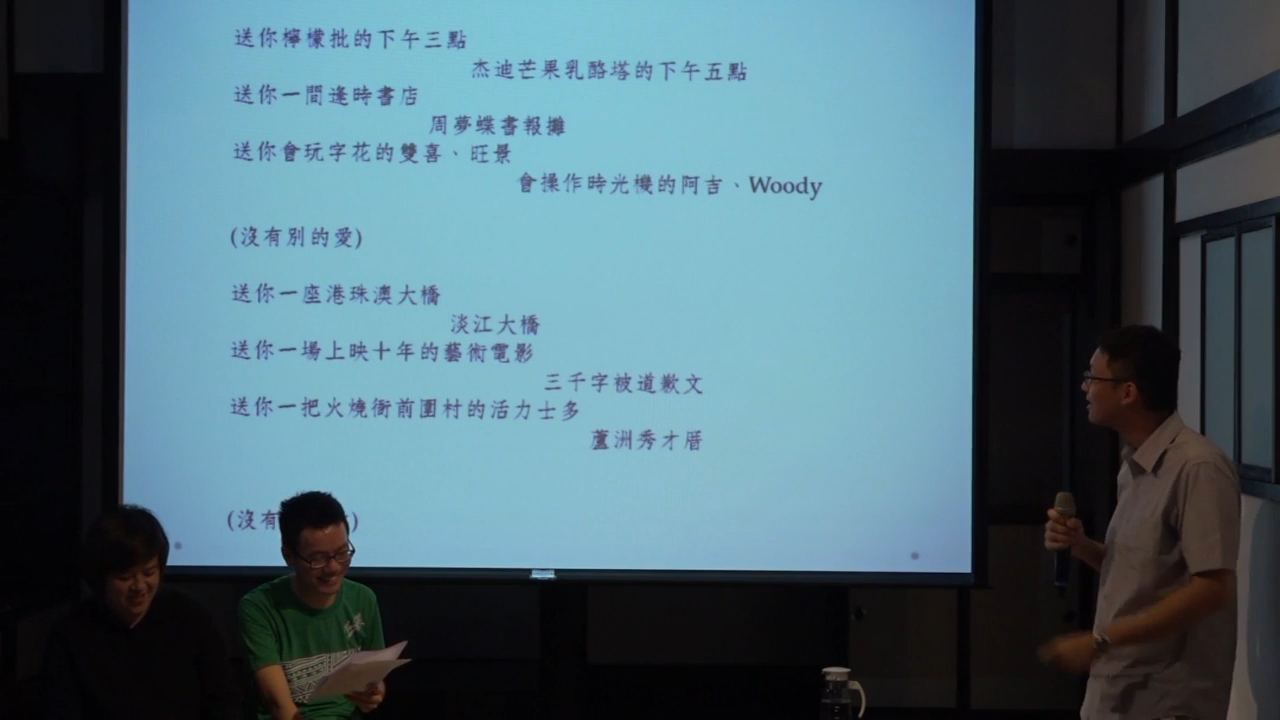 送你檸檬批的下午三點
杰迪芒果乳酪塔的下午五點
送你一間逢時書店
周夢蝶書報攤
送你會玩字花的雙喜、旺景
會操作時光機的阿吉、Woody
(沒有別的愛)
送你一座港珠澳大橋
淡江大橋
送你一場上映十年的藝術電影
三千字被道歉文
送你一把火燒衙前圍村的活力士多
蘆洲秀才厝
(沒有
)